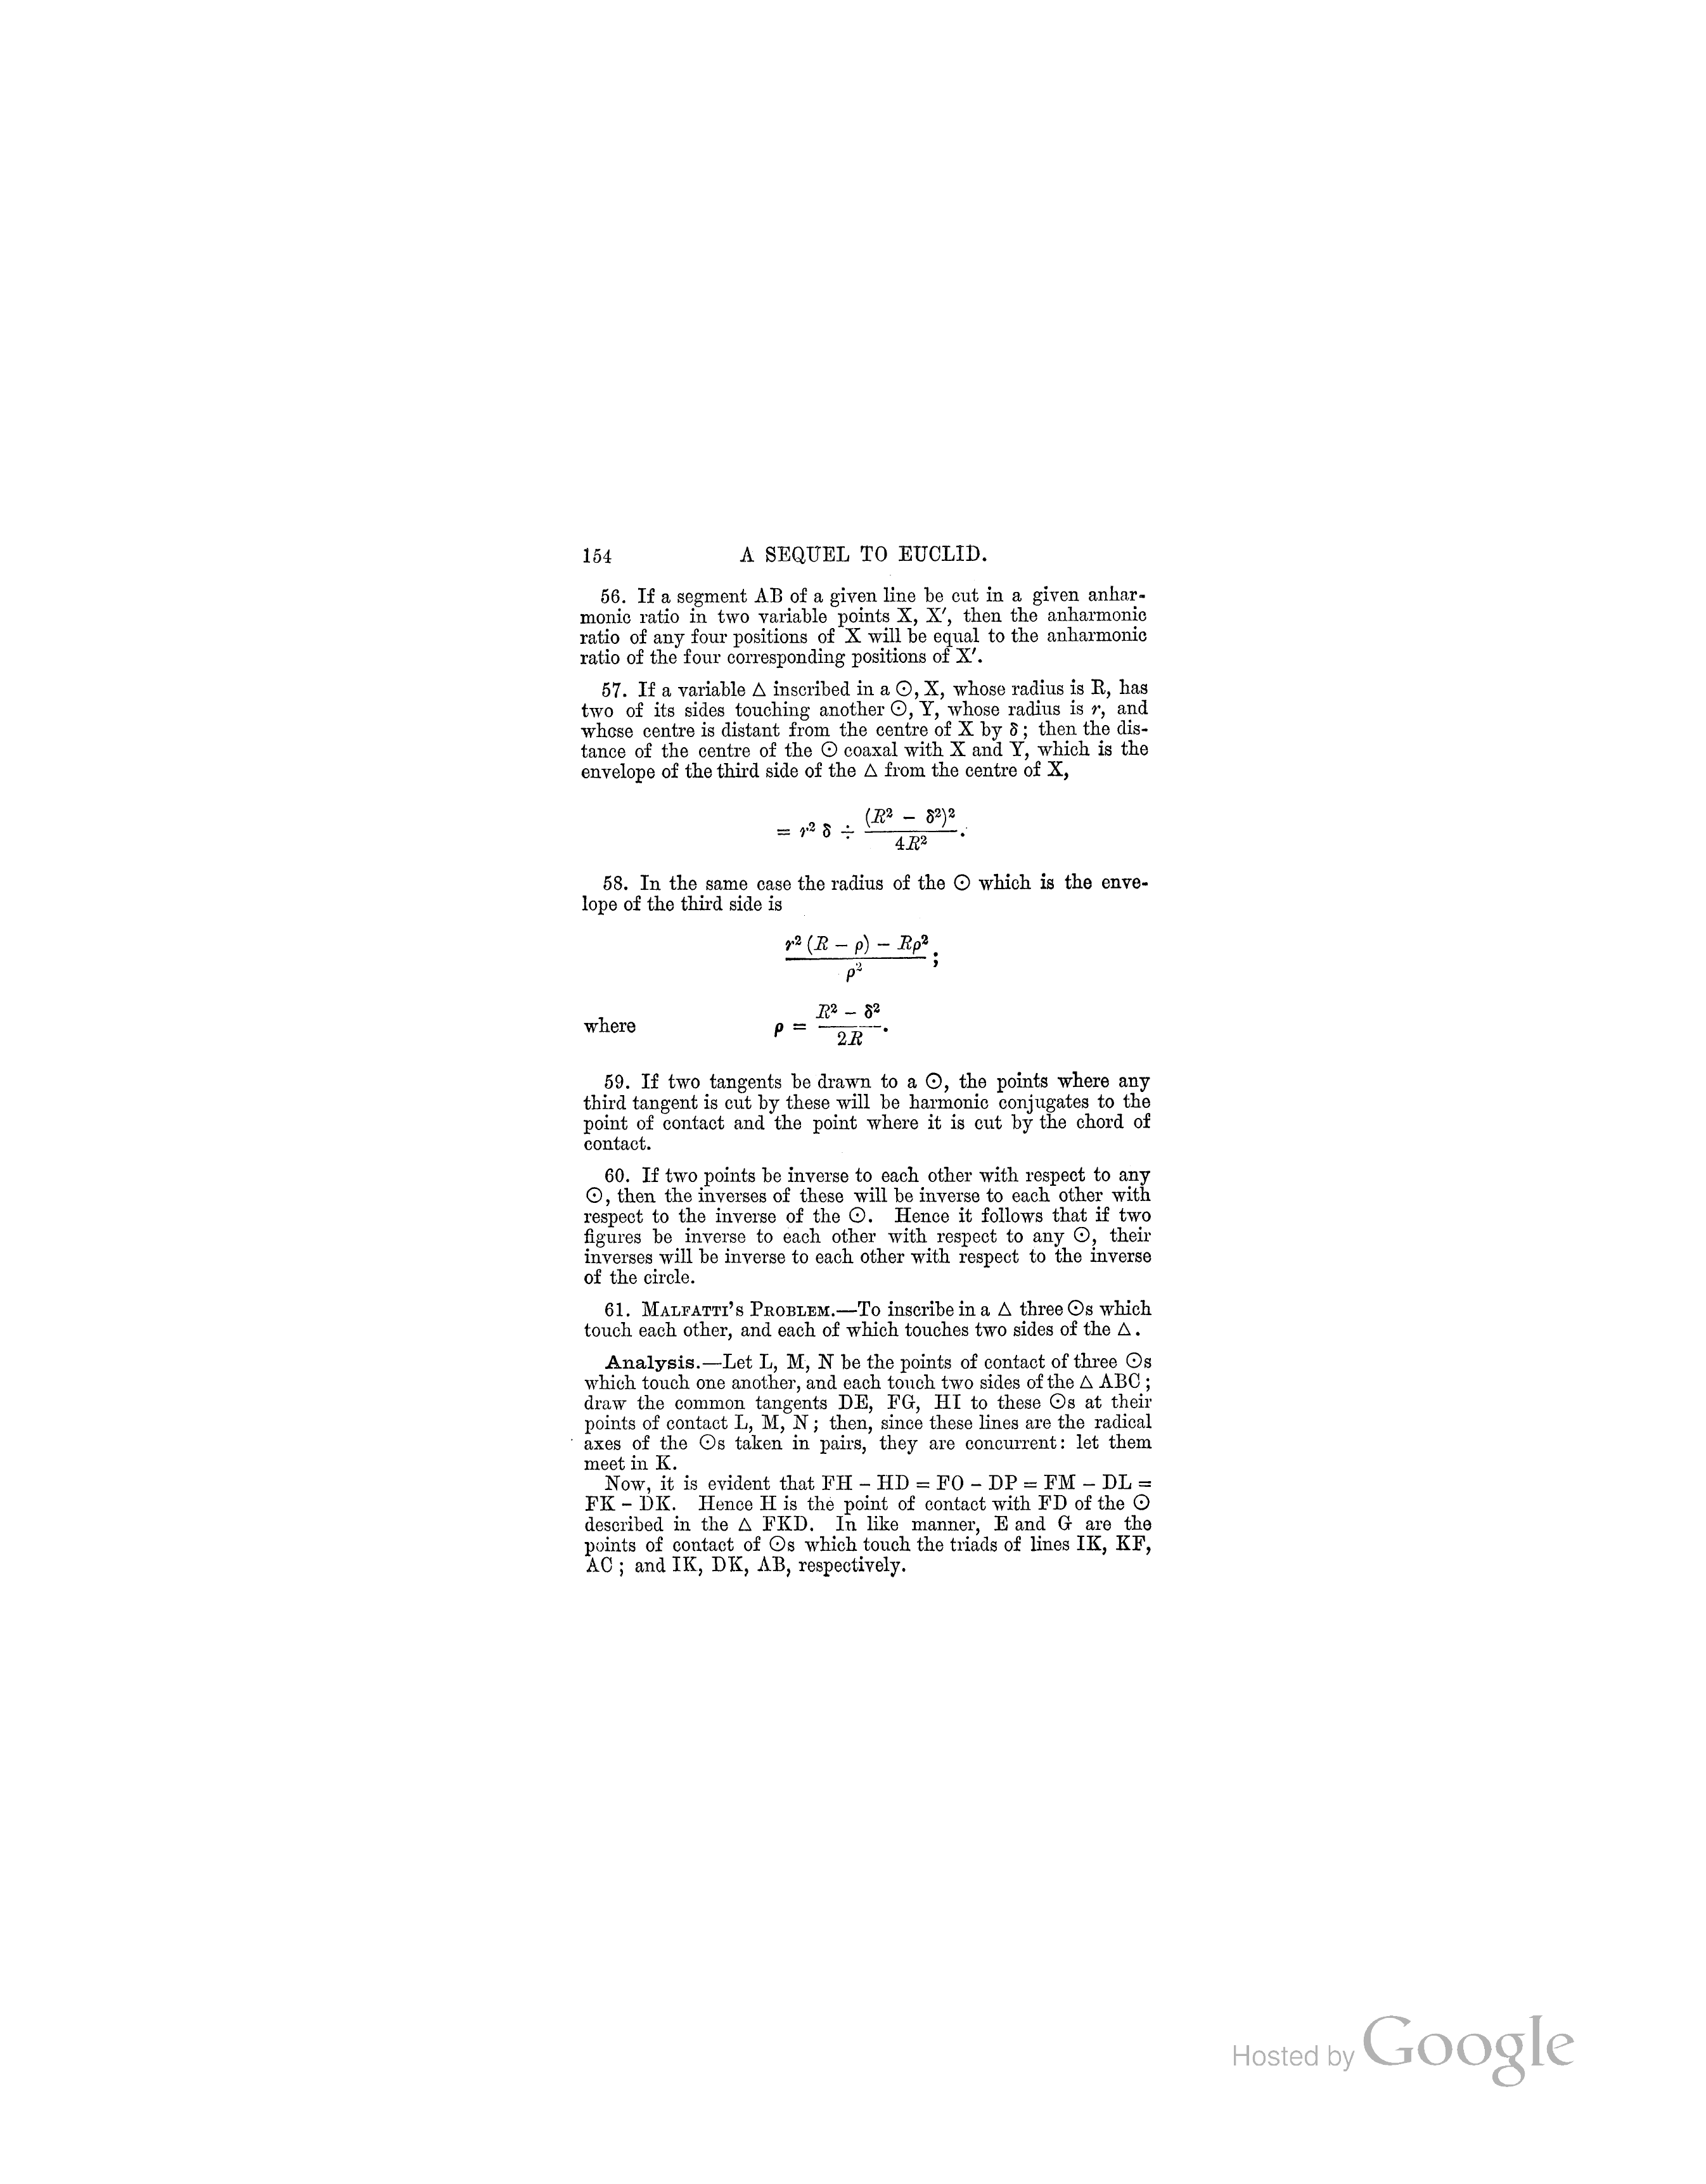 154 A SEQUEL TO EUCLID.
56. If a segment AB of a given line be cut in a given anhar-
monic ratio in two variable points X, X′, then the anharmonic
ratio of any four positions of X will be equal to the anharmonic
ratio of the four corresponding positions of X′.
57. If a variable △ inscribed in a ⊙, X, whose radius is R, has
two of its sides touching another ⊙, Y, whose radius is r, and
whose centre is distant from the centre of X by δ; then the dis-
tance of the centre of the ⊙ coaxal with X and Y, which is the
envelope of the third side of the △ from the centre of X,
= r² δ ÷ (R² − δ²)² / 4R².
58. In the same case the radius of the ⊙ which is the enve-
lope of the third side is
r² (R − ρ) − Rρ² / ρ² ;
where ρ = R² − δ² / 2R.
59. If two tangents be drawn to a ⊙, the points where any
third tangent is cut by these will be harmonic conjugates to the
point of contact and the point where it is cut by the chord of
contact.
60. If two points be inverse to each other with respect to any
⊙, then the inverses of these will be inverse to each other with
respect to the inverse of the ⊙. Hence it follows that if two
figures be inverse to each other with respect to any ⊙, their
inverses will be inverse to each other with respect to the inverse
of the circle.
61. MALFATTI'S PROBLEM.—To inscribe in a △ three ⊙s which
touch each other, and each of which touches two sides of the △.
Analysis.—Let L, M, N be the points of contact of three ⊙s
which touch one another, and each touch two sides of the △ ABC;
draw the common tangents DE, FG, HI to these ⊙s at their
points of contact L, M, N; then, since these lines are the radical
axes of the ⊙s taken in pairs, they are concurrent: let them
meet in K.
Now, it is evident that FH − HD = FO − DP = FM − DL =
FK − DK. Hence H is the point of contact with FD of the ⊙
described in the △ FKD. In like manner, E and G are the
points of contact of ⊙s which touch the triads of lines IK, KF,
AC; and IK, DK, AB, respectively.
Hosted by Google